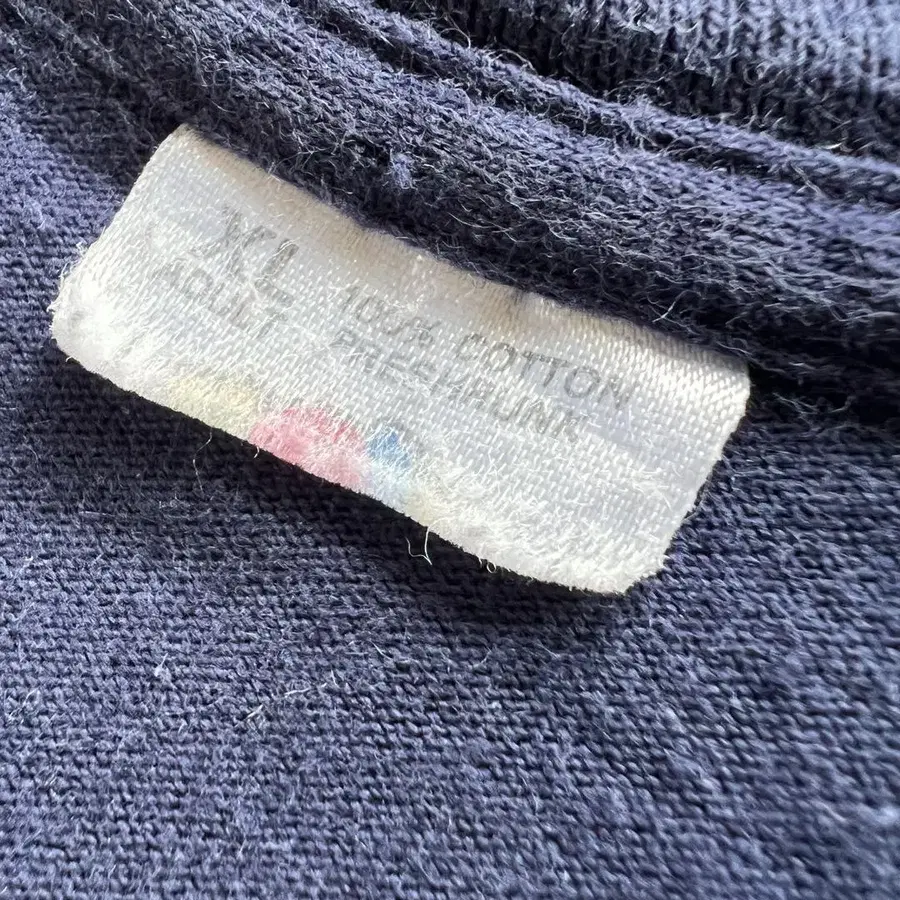 XL
ADULT
100% COTTON
PRESHRUNK